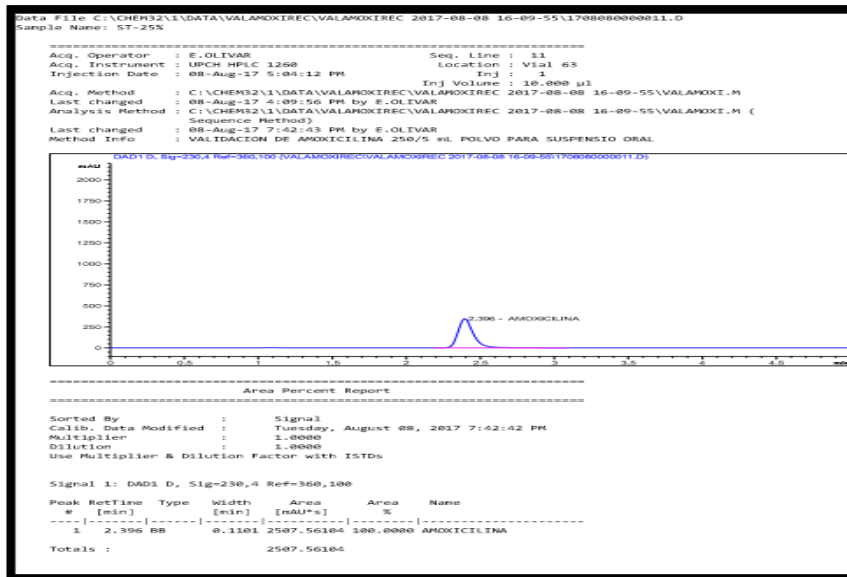 Data File C:\CHEM32\1\DATA\VALAMOXIREC\VALAMOXIREC 2017-08-08 16-09-55\1708080000011.D
Sample Name: ST-25%
=====================================================================
Acq. Operator : E.OLIVAR Seq. Line : 11
Acq. Instrument : UPCH HPLC 1260 Location : Vial 63
Injection Date : 08-Aug-17 5:04:12 PM Inj : 1
Inj Volume : 10.000 µl
Acq. Method : C:\CHEM32\1\DATA\VALAMOXIREC\VALAMOXIREC 2017-08-08 16-09-55\VALAMOXI.M
Last changed : 08-Aug-17 4:09:56 PM by E.OLIVAR
Analysis Method : C:\CHEM32\1\DATA\VALAMOXIREC\VALAMOXIREC 2017-08-08 16-09-55\VALAMOXI.M (
Sequence Method)
Last changed : 08-Aug-17 7:42:43 PM by E.OLIVAR
Method Info : VALIDACION DE AMOXICILINA 250/5 mL POLVO PARA SUSPENSIO ORAL
DAD1 D, Sig=230,4 Ref=360,100 (VALAMOXIREC\VALAMOXIREC 2017-08-08 16-09-55\1708080000011.D)
mAU
2000
1750
1500
1250
1000
750
500
250
0
2.396 - AMOXICILINA
0 0.5 1 1.5 2 2.5 3 3.5 4 4.5
=====================================================================
Area Percent Report
=====================================================================
Sorted By : Signal
Calib. Data Modified : Tuesday, August 08, 2017 7:42:42 PM
Multiplier : 1.0000
Dilution : 1.0000
Use Multiplier & Dilution Factor with ISTDs
Signal 1: DAD1 D, Sig=230,4 Ref=360,100
Peak RetTime Type Width Area Area Name
# [min] [min] [mAU*s] %
----|-------|------|-------|----------|--------|---------------------
1 2.396 BB 0.1101 2507.56104 100.0000 AMOXICILINA
Totals : 2507.56104